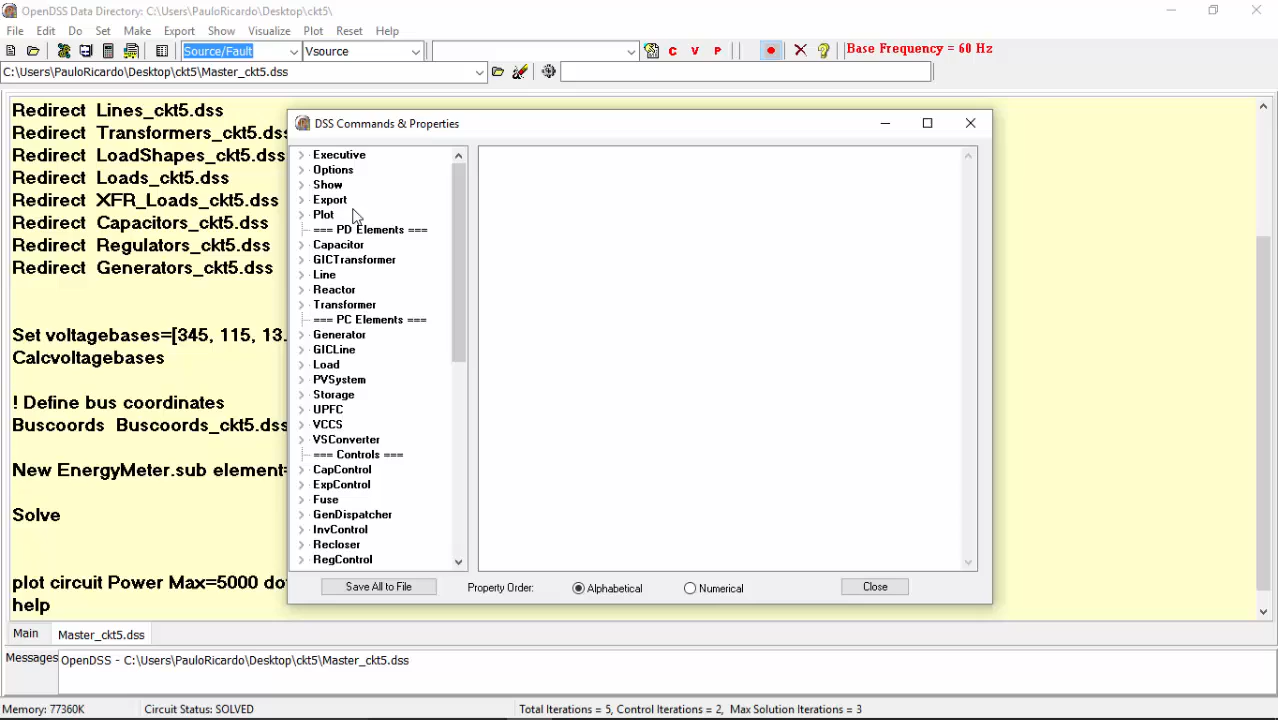 OpenDSS Data Directory: C:\Users\PauloRicardo\Desktop\ckt5\
File Edit Do Set Make Export Show Visualize Plot Reset Help
Source/Fault Vsource C V P Base Frequency = 60 Hz
C:\Users\PauloRicardo\Desktop\ckt5\Master_ckt5.dss
Redirect Lines_ckt5.dss
Redirect Transformers_ckt5.dss
Redirect LoadShapes_ckt5.dss
Redirect Loads_ckt5.dss
Redirect XFR_Loads_ckt5.dss
Redirect Capacitors_ckt5.dss
Redirect Regulators_ckt5.dss
Redirect Generators_ckt5.dss
Set voltagebases=[345, 115, 13.
Calcvoltagebases
! Define bus coordinates
Buscoords Buscoords_ckt5.dss
New EnergyMeter.sub element=
Solve
plot circuit Power Max=5000 do
help
DSS Commands & Properties
Executive
Options
Show
Export
Plot
=== PD Elements ===
Capacitor
GICTransformer
Line
Reactor
Transformer
=== PC Elements ===
Generator
GICLine
Load
PVSystem
Storage
UPFC
VCCS
VSConverter
=== Controls ===
CapControl
ExpControl
Fuse
GenDispatcher
InvControl
Recloser
RegControl
Save All to File Property Order: Alphabetical Numerical Close
Main Master_ckt5.dss
Messages OpenDSS - C:\Users\PauloRicardo\Desktop\ckt5\Master_ckt5.dss
Memory: 77360K Circuit Status: SOLVED Total Iterations = 5, Control Iterations = 2, Max Solution Iterations = 3